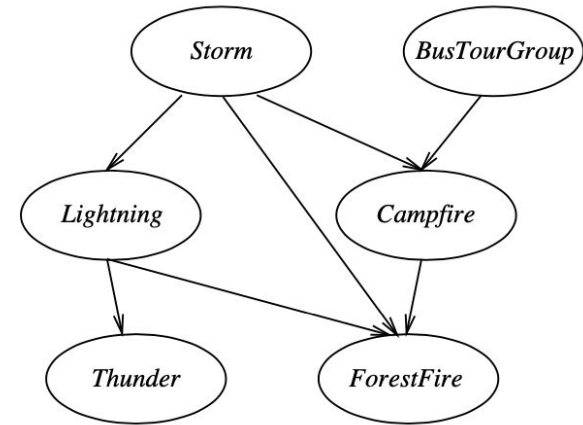 Storm
BusTourGroup
Lightning
Campfire
Thunder
ForestFire